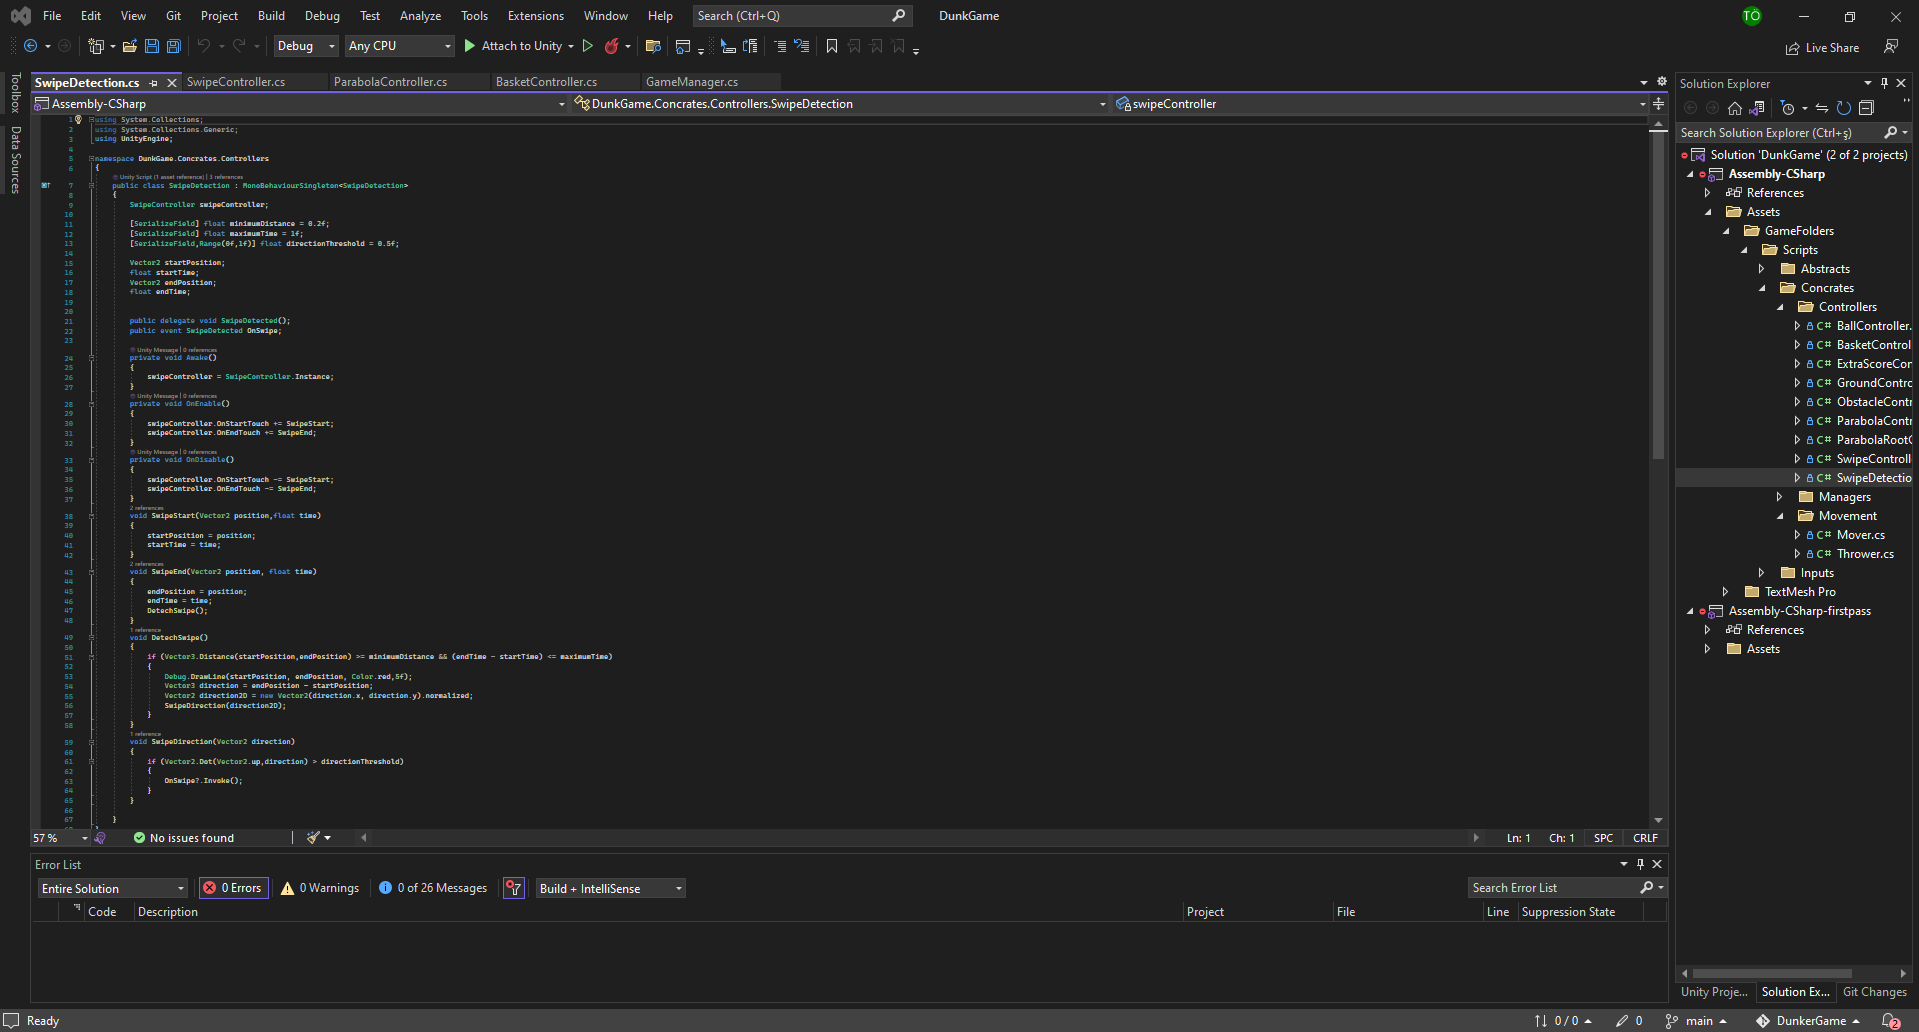 File Edit View Git Project Build Debug Test Analyze Tools Extensions Window Help Search (Ctrl+Q) DunkGame TÖ
Debug Any CPU Attach to Unity Live Share
Toolbox
Data Sources
SwipeDetection.cs SwipeController.cs ParabolaController.cs BasketController.cs GameManager.cs
Assembly-CSharp DunkGame.Concrates.Controllers.SwipeDetection swipeController
1 using System.Collections;
2 using System.Collections.Generic;
3 using UnityEngine;
4
5 namespace DunkGame.Concrates.Controllers
6 {
Unity Script (1 asset reference) | 3 references
7 public class SwipeDetection : MonoBehaviourSingleton<SwipeDetection>
8 {
9 SwipeController swipeController;
10
11 [SerializeField] float minimumDistance = 0.2f;
12 [SerializeField] float maximumTime = 1f;
13 [SerializeField,Range(0f,1f)] float directionThreshold = 0.5f;
14
15 Vector2 startPosition;
16 float startTime;
17 Vector2 endPosition;
18 float endTime;
19
20
21 public delegate void SwipeDetected();
22 public event SwipeDetected OnSwipe;
23
Unity Message | 0 references
24 private void Awake()
25 {
26 swipeController = SwipeController.Instance;
27 }
Unity Message | 0 references
28 private void OnEnable()
29 {
30 swipeController.OnStartTouch += SwipeStart;
31 swipeController.OnEndTouch += SwipeEnd;
32 }
Unity Message | 0 references
33 private void OnDisable()
34 {
35 swipeController.OnStartTouch -= SwipeStart;
36 swipeController.OnEndTouch -= SwipeEnd;
37 }
2 references
38 void SwipeStart(Vector2 position,float time)
39 {
40 startPosition = position;
41 startTime = time;
42 }
2 references
43 void SwipeEnd(Vector2 position, float time)
44 {
45 endPosition = position;
46 endTime = time;
47 DetechSwipe();
48 }
1 reference
49 void DetechSwipe()
50 {
51 if (Vector3.Distance(startPosition,endPosition) >= minimumDistance && (endTime - startTime) <= maximumTime)
52 {
53 Debug.DrawLine(startPosition, endPosition, Color.red,5f);
54 Vector3 direction = endPosition - startPosition;
55 Vector2 direction2D = new Vector2(direction.x, direction.y).normalized;
56 SwipeDirection(direction2D);
57 }
58 }
1 reference
59 void SwipeDirection(Vector2 direction)
60 {
61 if (Vector2.Dot(Vector2.up,direction) > directionThreshold)
62 {
63 OnSwipe?.Invoke();
64 }
65 }
66
67 }
57 % No issues found Ln: 1 Ch: 1 SPC CRLF
Error List
Entire Solution 0 Errors 0 Warnings 0 of 26 Messages Build + IntelliSense Search Error List
Code Description Project File Line Suppression State
Solution Explorer
Search Solution Explorer (Ctrl+ş)
Solution 'DunkGame' (2 of 2 projects)
Assembly-CSharp
References
Assets
GameFolders
Scripts
Abstracts
Concrates
Controllers
C# BallController.
C# BasketControl
C# ExtraScoreCor
C# GroundContro
C# ObstacleContr
C# ParabolaContr
C# ParabolaRootC
C# SwipeControll
C# SwipeDetectio
Managers
Movement
C# Mover.cs
C# Thrower.cs
Inputs
TextMesh Pro
Assembly-CSharp-firstpass
References
Assets
Unity Proje... Solution Ex... Git Changes
Ready 0 / 0 0 main DunkerGame 2